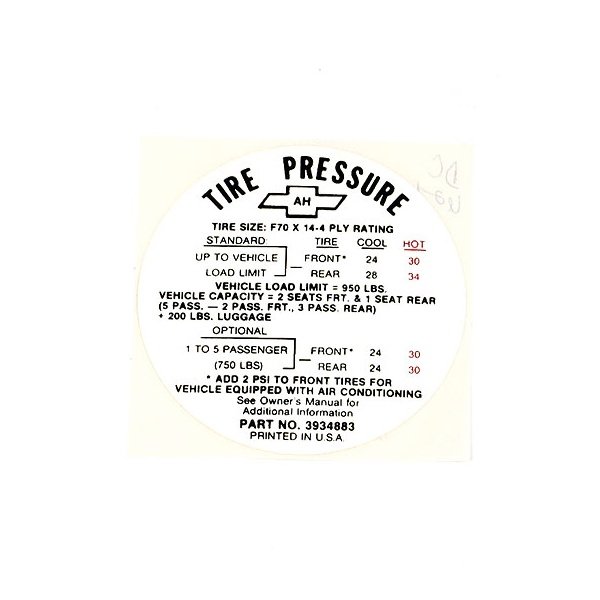 TIRE PRESSURE
AH
TIRE SIZE: F70 X 14-4 PLY RATING
STANDARD: TIRE COOL HOT
UP TO VEHICLE FRONT* 24 30
LOAD LIMIT — REAR 28 34
VEHICLE LOAD LIMIT = 950 LBS.
VEHICLE CAPACITY = 2 SEATS FRT. & 1 SEAT REAR
(5 PASS. — 2 PASS. FRT., 3 PASS. REAR)
+ 200 LBS. LUGGAGE
OPTIONAL
1 TO 5 PASSENGER — FRONT* 24 30
(750 LBS) REAR 24 30
* ADD 2 PSI TO FRONT TIRES FOR
VEHICLE EQUIPPED WITH AIR CONDITIONING
See Owner's Manual for
Additional Information
PART NO. 3934883
PRINTED IN U.S.A.